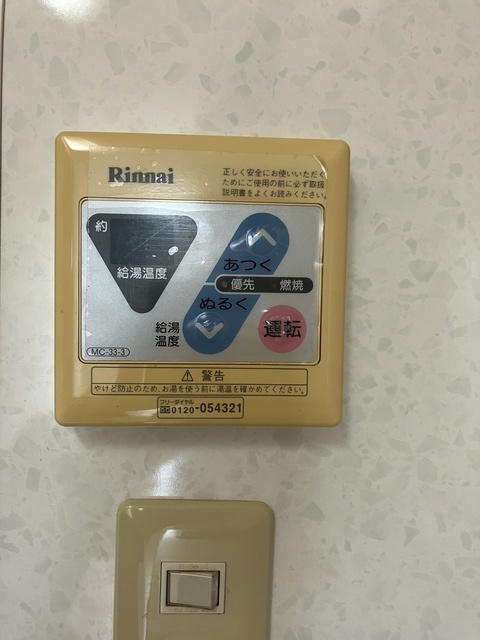 Rinnai
正しく安全にお使いいただく
ためにご使用の前に必ず取扱
説明書をよくお読みください。
約
給湯温度
あつく
優先 燃焼
ぬるく
給湯
温度
運転
MC-33-3
⚠ 警告
やけど防止のため、お湯を使う前に湯温を確かめてください。
フリーダイヤル
0120-054321